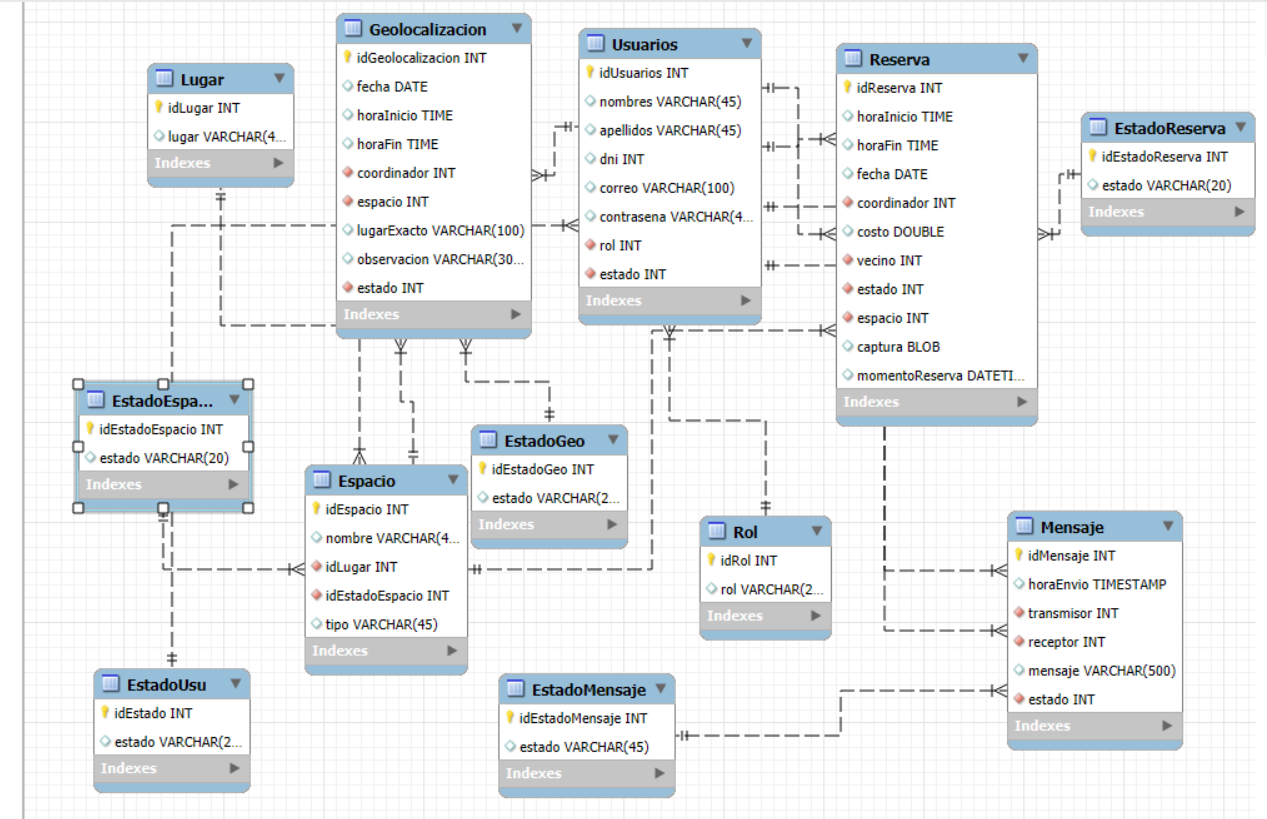 Geolocalizacion
idGeolocalizacion INT
fecha DATE
horaInicio TIME
horaFin TIME
coordinador INT
espacio INT
lugarExacto VARCHAR(100)
observacion VARCHAR(30...
estado INT
Indexes
Usuarios
idUsuarios INT
nombres VARCHAR(45)
apellidos VARCHAR(45)
dni INT
correo VARCHAR(100)
contrasena VARCHAR(4...
rol INT
estado INT
Indexes
Reserva
idReserva INT
horaInicio TIME
horaFin TIME
fecha DATE
coordinador INT
costo DOUBLE
vecino INT
estado INT
espacio INT
captura BLOB
momentoReserva DATETI...
Indexes
Lugar
idLugar INT
lugar VARCHAR(4...
Indexes
EstadoReserva
idEstadoReserva INT
estado VARCHAR(20)
Indexes
EstadoEspa...
idEstadoEspacio INT
estado VARCHAR(20)
Indexes
EstadoGeo
idEstadoGeo INT
estado VARCHAR(2...
Indexes
Espacio
idEspacio INT
nombre VARCHAR(4...
idLugar INT
idEstadoEspacio INT
tipo VARCHAR(45)
Indexes
Rol
idRol INT
rol VARCHAR(2...
Indexes
Mensaje
idMensaje INT
horaEnvio TIMESTAMP
transmisor INT
receptor INT
mensaje VARCHAR(500)
estado INT
Indexes
EstadoUsu
idEstado INT
estado VARCHAR(2...
Indexes
EstadoMensaje
idEstadoMensaje INT
estado VARCHAR(45)
Indexes